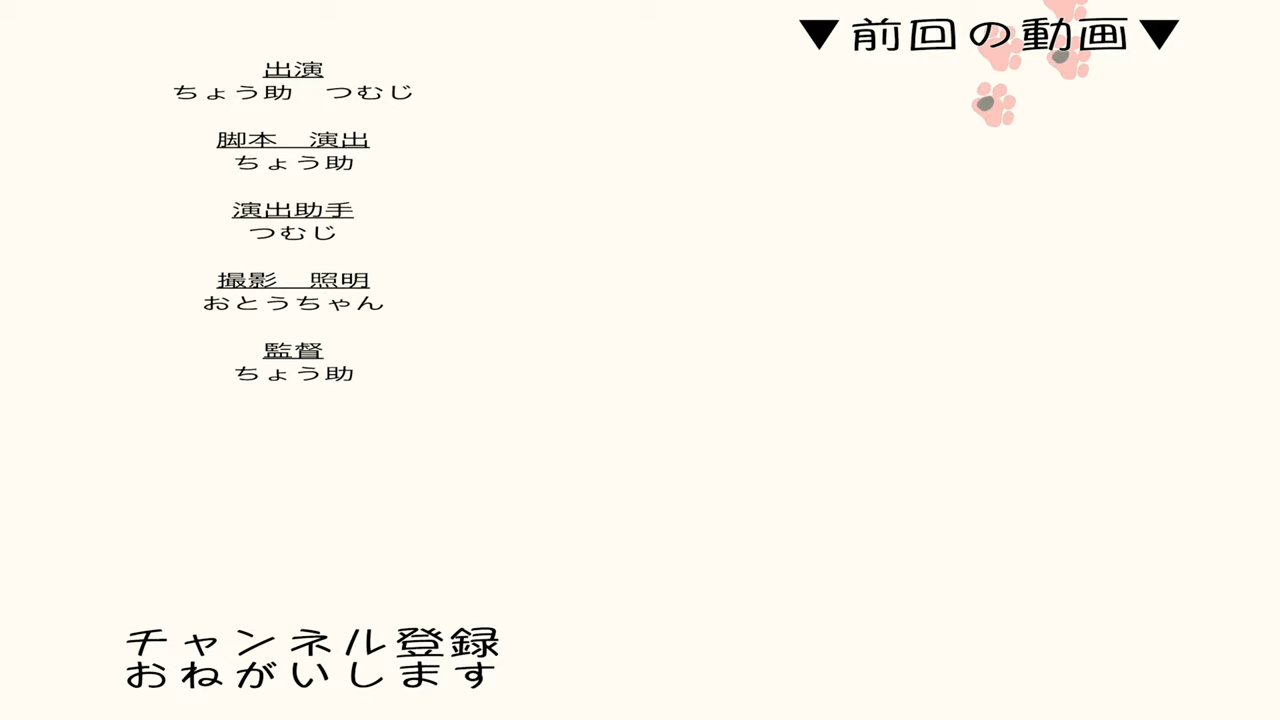 ▼前回の動画▼
出演
ちょう助　つむじ
脚本　演出
ちょう助
演出助手
つむじ
撮影　照明
おとうちゃん
監督
ちょう助
チャンネル登録
おねがいします